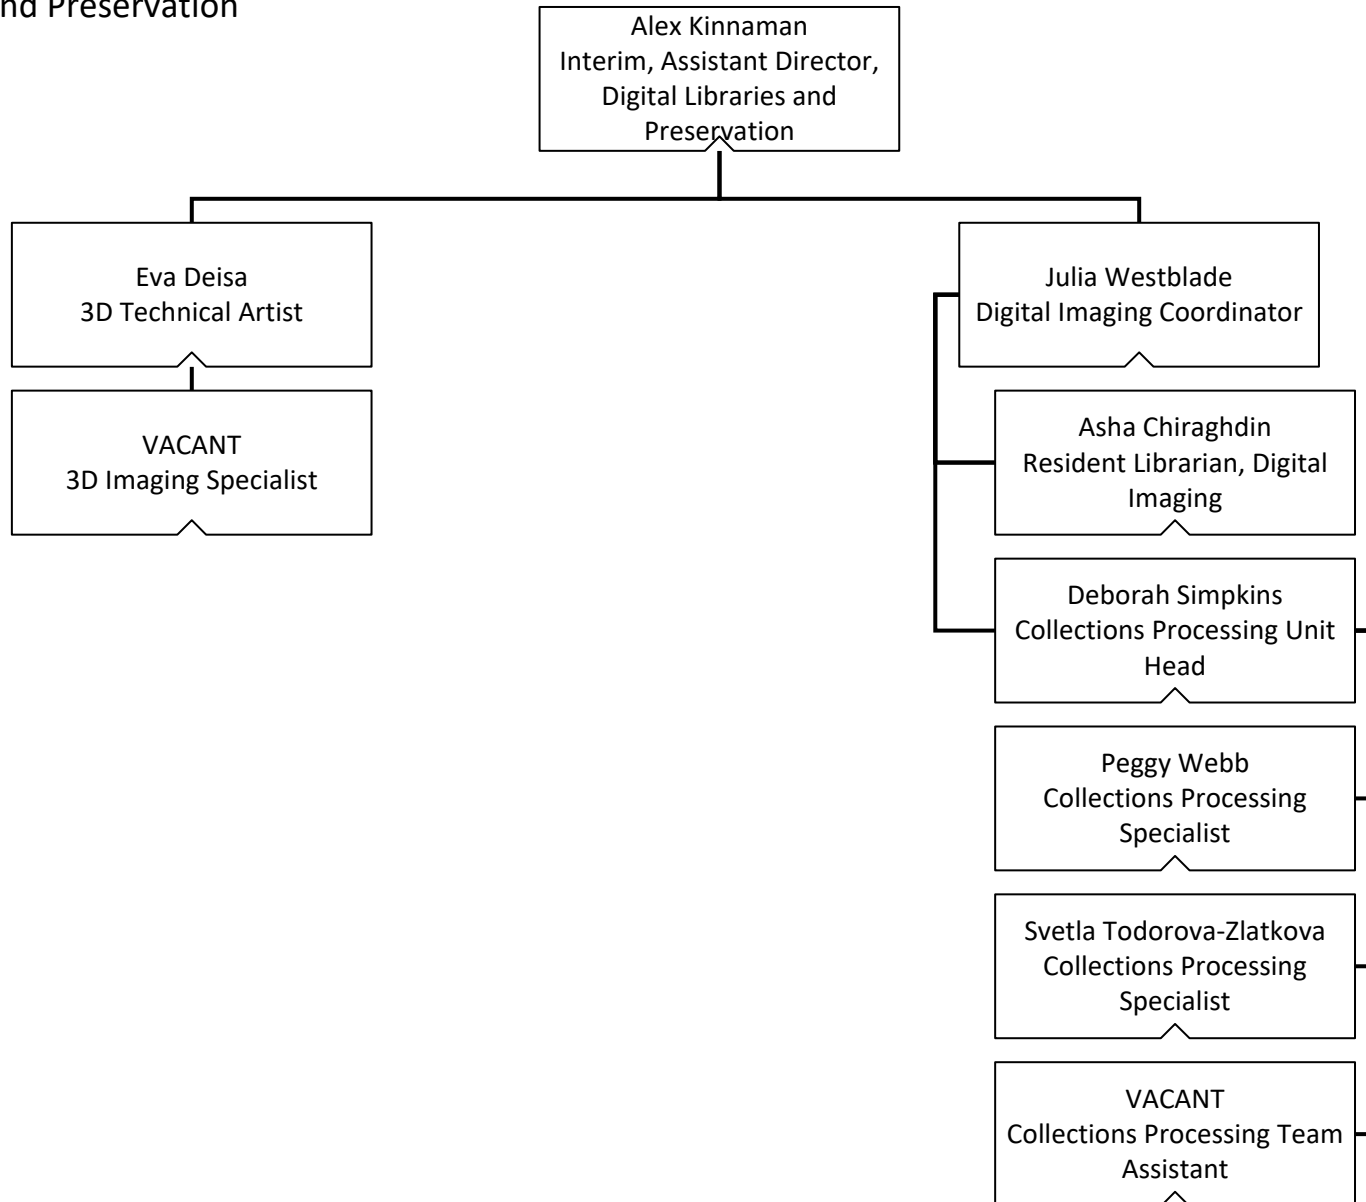 nd Preservation
Alex Kinnaman
Interim, Assistant Director,
Digital Libraries and
Preservation
Eva Deisa
3D Technical Artist
Julia Westblade
Digital Imaging Coordinator
VACANT
3D Imaging Specialist
Asha Chiraghdin
Resident Librarian, Digital
Imaging
Deborah Simpkins
Collections Processing Unit
Head
Peggy Webb
Collections Processing
Specialist
Svetla Todorova-Zlatkova
Collections Processing
Specialist
VACANT
Collections Processing Team
Assistant